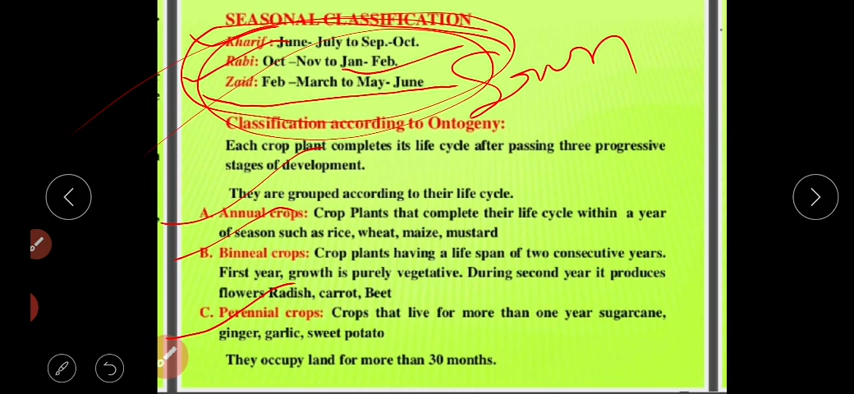 SEASONAL CLASSIFICATION
Kharif : June- July to Sep.-Oct.
Rabi: Oct –Nov to Jan- Feb.
Zaid: Feb –March to May- June
Classification according to Ontogeny:
Each crop plant completes its life cycle after passing three progressive
stages of development.
They are grouped according to their life cycle.
A. Annual crops: Crop Plants that complete their life cycle within a year
of season such as rice, wheat, maize, mustard
B. Binneal crops: Crop plants having a life span of two consecutive years.
First year, growth is purely vegetative. During second year it produces
flowers Radish, carrot, Beet
C. Perennial crops: Crops that live for more than one year sugarcane,
ginger, garlic, sweet potato
They occupy land for more than 30 months.